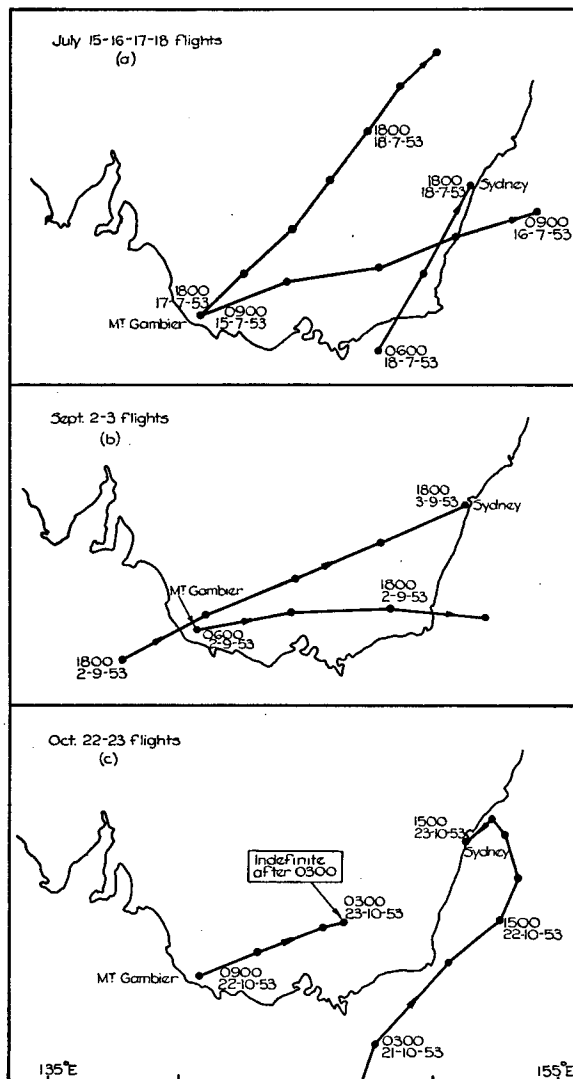 July 15-16-17-18 flights
(a)
1800
18-7-53
1800
18-7-53
Sydney
0900
16-7-53
1800
17-7-53
0900
15-7-53
Mᵀ Gambier
0600
18-7-53
Sept. 2-3 flights
(b)
1800
3-9-53
Sydney
Mᵀ Gambier
1800
2-9-53
0600
2-9-53
1800
2-9-53
Oct. 22-23 flights
(c)
1500
23-10-53
Sydney
Indefinite
after 0300
0300
23-10-53
1500
22-10-53
Mᵀ Gambier
0900
22-10-53
0300
21-10-53
135°E
155°E